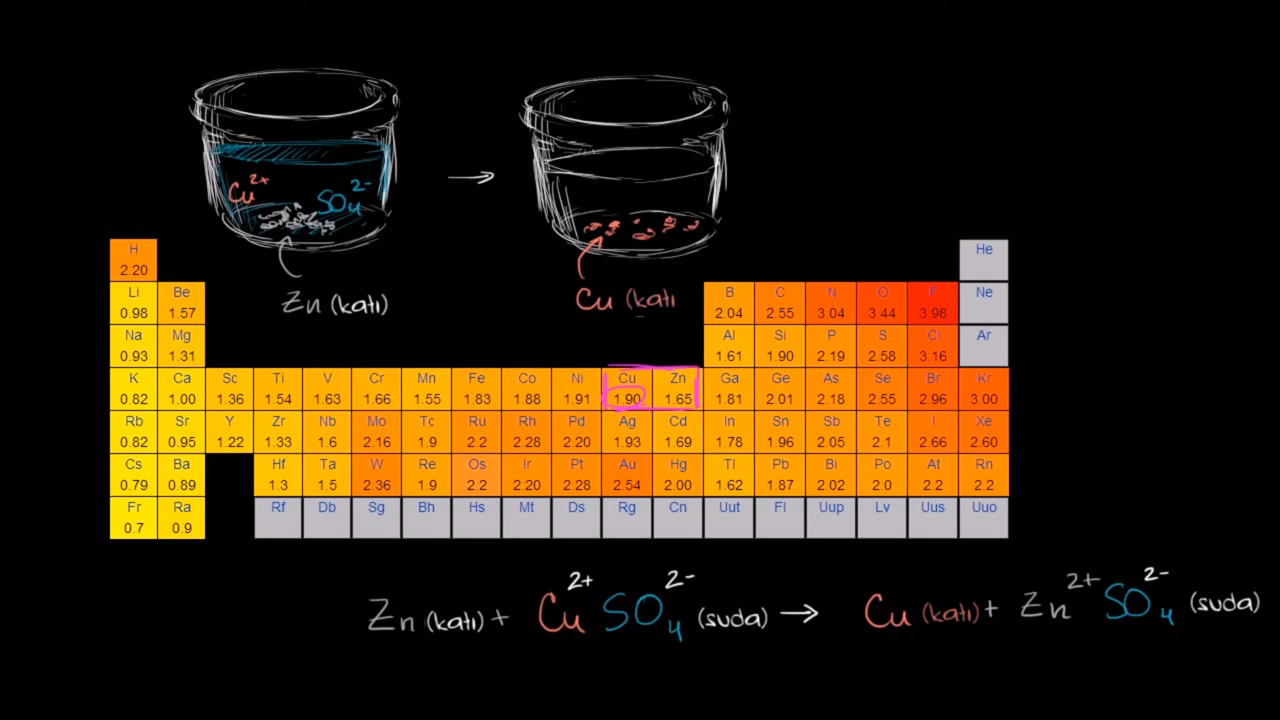 Cu 2+ SO4 2-
Zn (katı)
Cu (katı
H He
2.20
Li Be B C N O F Ne
0.98 1.57 2.04 2.55 3.04 3.44 3.98
Na Mg Al Si P S Cl Ar
0.93 1.31 1.61 1.90 2.19 2.58 3.16
K Ca Sc Ti V Cr Mn Fe Co Ni Cu Zn Ga Ge As Se Br Kr
0.82 1.00 1.36 1.54 1.63 1.66 1.55 1.83 1.88 1.91 1.90 1.65 1.81 2.01 2.18 2.55 2.96 3.00
Rb Sr Y Zr Nb Mo Tc Ru Rh Pd Ag Cd In Sn Sb Te I Xe
0.82 0.95 1.22 1.33 1.6 2.16 1.9 2.2 2.28 2.20 1.93 1.69 1.78 1.96 2.05 2.1 2.66 2.60
Cs Ba Hf Ta W Re Os Ir Pt Au Hg Tl Pb Bi Po At Rn
0.79 0.89 1.3 1.5 2.36 1.9 2.2 2.20 2.28 2.54 2.00 1.62 1.87 2.02 2.0 2.2 2.2
Fr Ra Rf Db Sg Bh Hs Mt Ds Rg Cn Uut Fl Uup Lv Uus Uuo
0.7 0.9
Zn (katı) + Cu 2+ SO4 2- (suda) → Cu (katı) + Zn 2+ SO4 2- (suda)